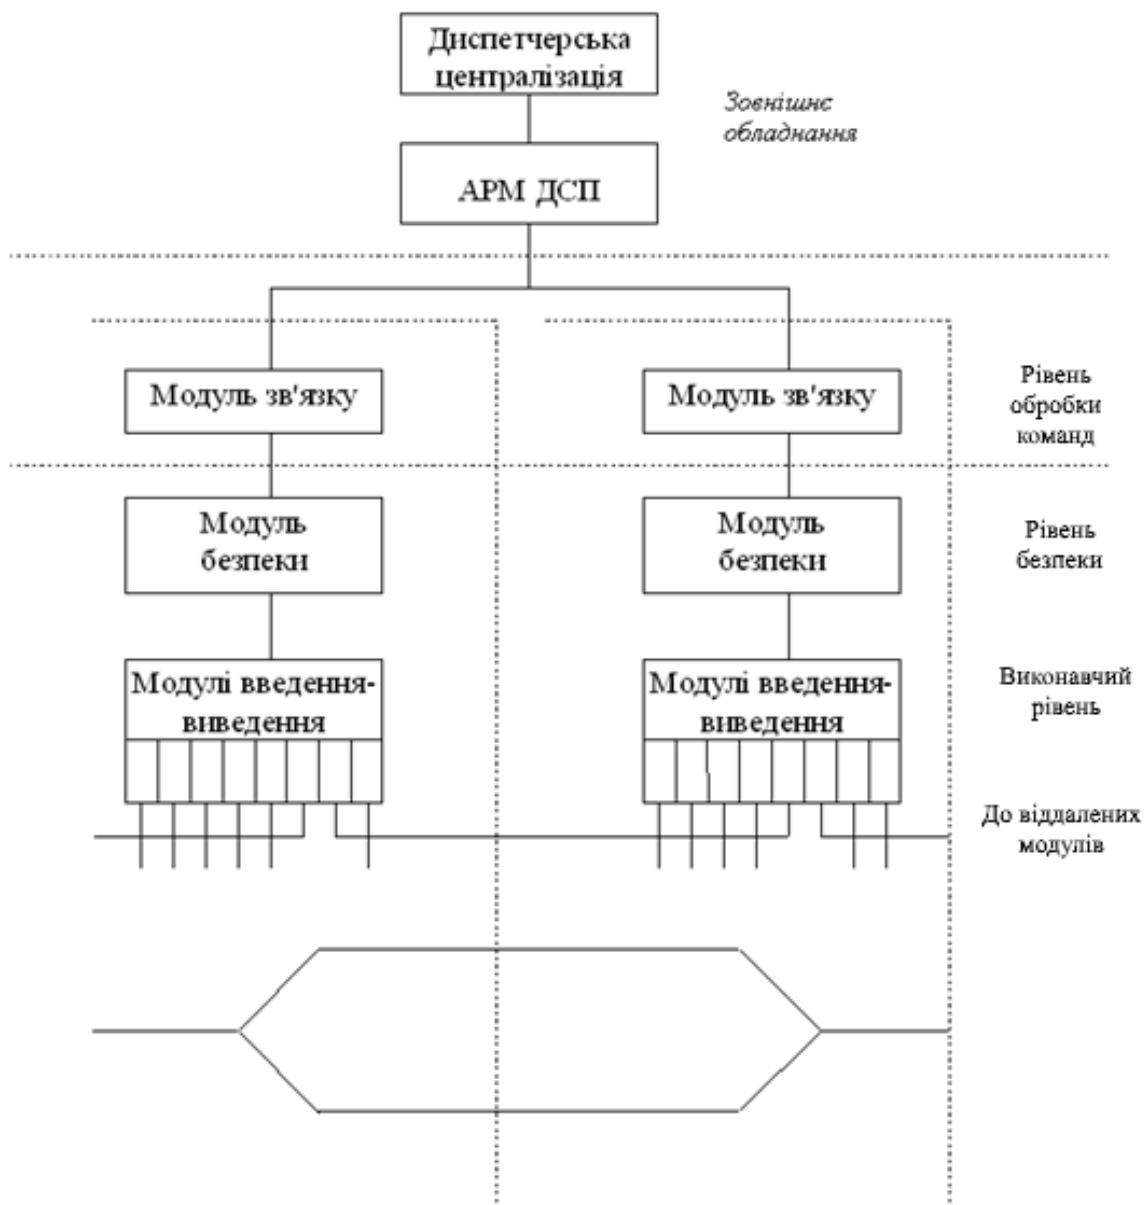 Диспетчерська
централізація
Зовнішнє
обладнання
АРМ ДСП
Модуль зв'язку
Модуль зв'язку
Рівень
обробки
команд
Модуль
безпеки
Модуль
безпеки
Рівень
безпеки
Модулі введення-
виведення
Модулі введення-
виведення
Виконавчий
рівень
До віддалених
модулів